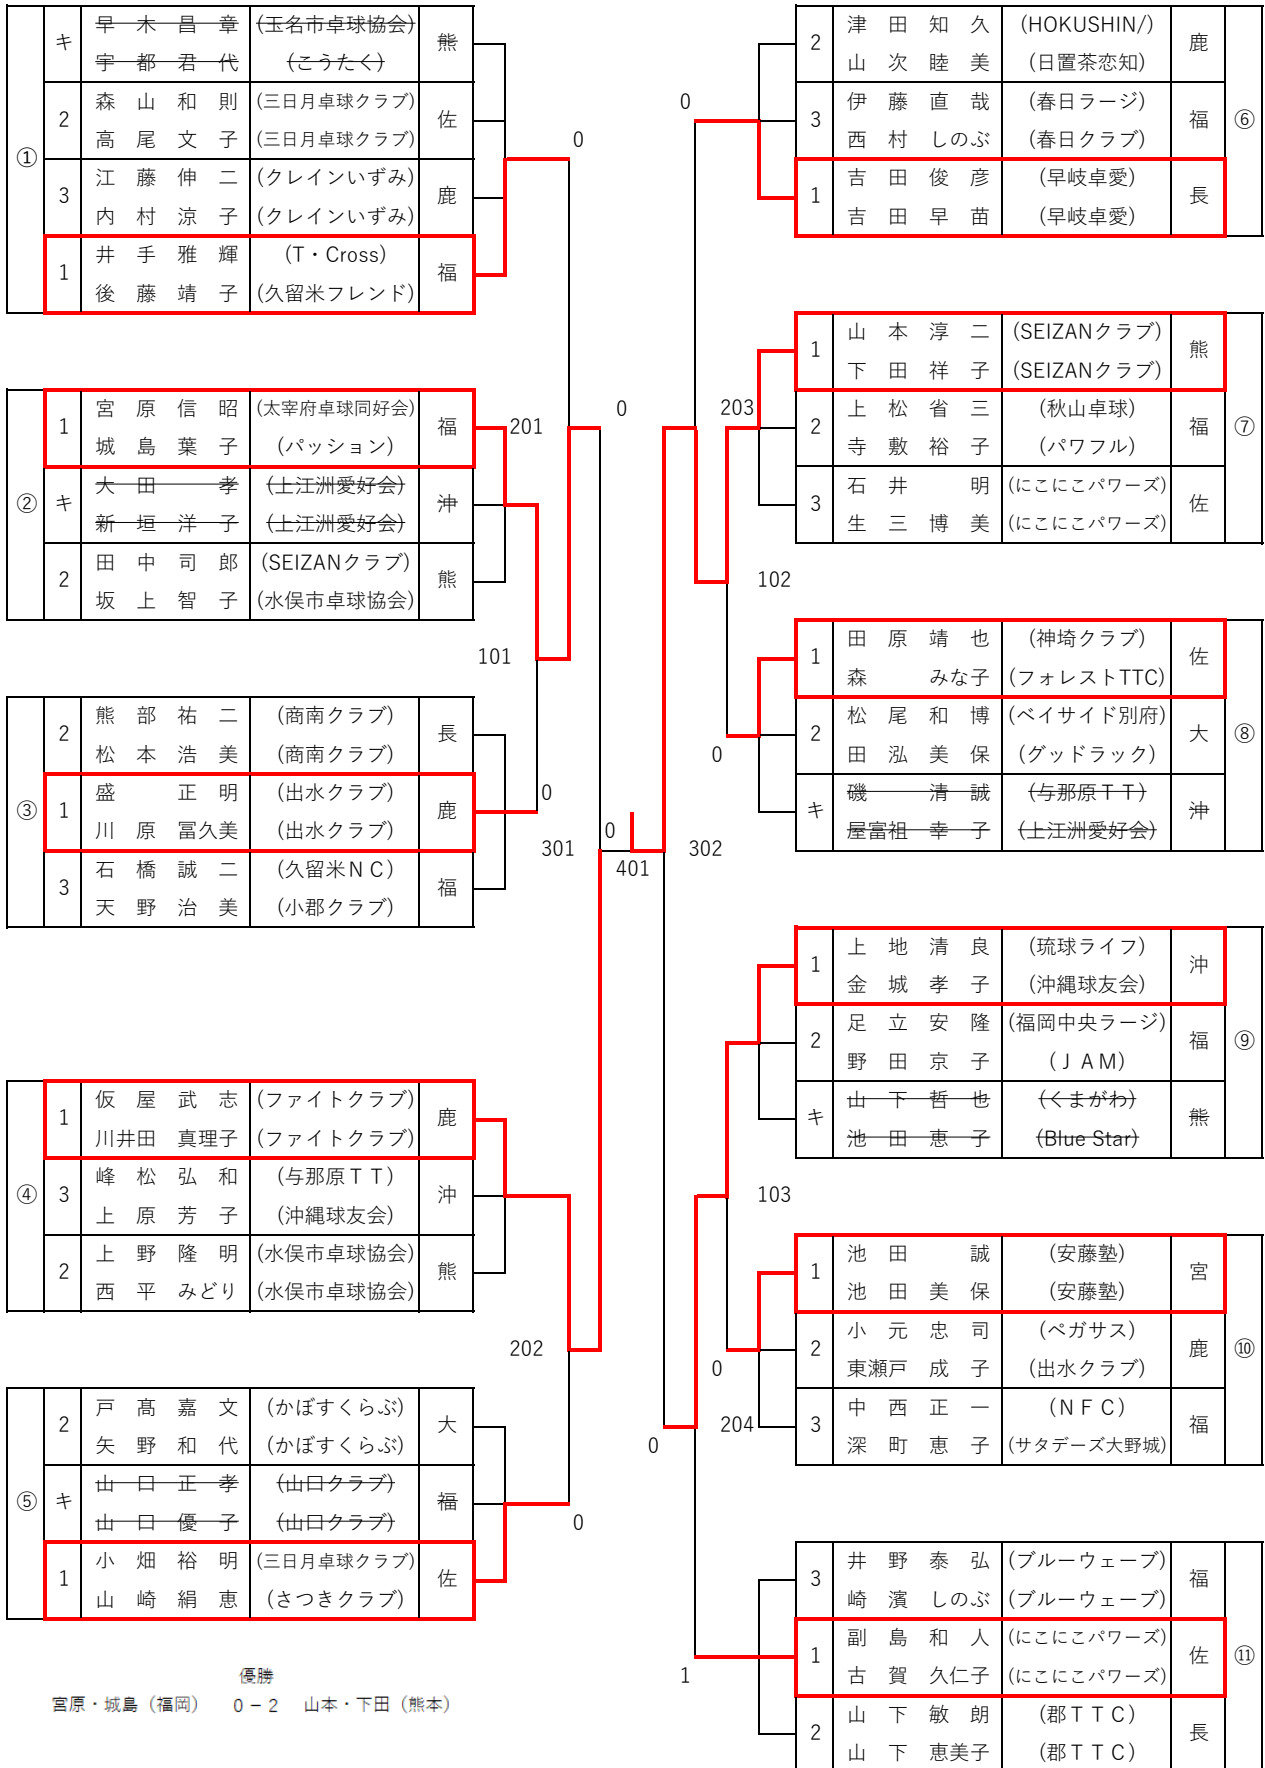 ① キ 早木昌章 (玉名市卓球協会) 熊
宇都君代 (こうたく)
2 森山和則 (三日月卓球クラブ) 佐
高尾文子 (三日月卓球クラブ)
3 江藤伸二 (クレインいずみ) 鹿
内村涼子 (クレインいずみ)
1 井手雅輝 (T・Cross) 福
後藤靖子 (久留米フレンド)
0
② 1 宮原信昭 (太宰府卓球同好会) 福
城島葉子 (パッション)
キ 大田孝 (上江洲愛好会) 沖
新垣洋子 (上江洲愛好会)
2 田中司郎 (SEIZANクラブ) 熊
坂上智子 (水俣市卓球協会)
201
0
101
③ 2 熊部祐二 (商南クラブ) 長
松本浩美 (商南クラブ)
1 盛正明 (出水クラブ) 鹿
川原冨久美 (出水クラブ)
3 石橋誠二 (久留米NC) 福
天野治美 (小郡クラブ)
0
301
0
401
④ 1 仮屋武志 (ファイトクラブ) 鹿
川井田真理子 (ファイトクラブ)
3 峰松弘和 (与那原TT) 沖
上原芳子 (沖縄球友会)
2 上野隆明 (水俣市卓球協会) 熊
西平みどり (水俣市卓球協会)
202
⑤ 2 戸髙嘉文 (かぼすくらぶ) 大
矢野和代 (かぼすくらぶ)
キ 山口正孝 (山口クラブ) 福
山口優子 (山口クラブ)
1 小畑裕明 (三日月卓球クラブ) 佐
山崎絹恵 (さつきクラブ)
0
優勝
宮原・城島（福岡） 0－2 山本・下田（熊本）
0
2 津田知久 (HOKUSHIN/) 鹿 ⑥
山次睦美 (日置茶恋知)
3 伊藤直哉 (春日ラージ) 福
西村しのぶ (春日クラブ)
1 吉田俊彦 (早岐卓愛) 長
吉田早苗 (早岐卓愛)
203
1 山本淳二 (SEIZANクラブ) 熊 ⑦
下田祥子 (SEIZANクラブ)
2 上松省三 (秋山卓球) 福
寺敷裕子 (パワフル)
3 石井明 (にこにこパワーズ) 佐
生三博美 (にこにこパワーズ)
102
1 田原靖也 (神埼クラブ) 佐 ⑧
森みな子 (フォレストTTC)
2 松尾和博 (ベイサイド別府) 大
田泓美保 (グッドラック)
キ 磯清誠 (与那原TT) 沖
屋富祖幸子 (上江洲愛好会)
0
302
1 上地清良 (琉球ライフ) 沖 ⑨
金城孝子 (沖縄球友会)
2 足立安隆 (福岡中央ラージ) 福
野田京子 (JAM)
キ 山下哲也 (くまがわ) 熊
池田恵子 (Blue Star)
103
1 池田誠 (安藤塾) 宮 ⑩
池田美保 (安藤塾)
2 小元忠司 (ペガサス) 鹿
東瀬戸成子 (出水クラブ)
3 中西正一 (NFC) 福
深町恵子 (サタデーズ大野城)
0
204
0
3 井野泰弘 (ブルーウェーブ) 福 ⑪
崎濱しのぶ (ブルーウェーブ)
1 副島和人 (にこにこパワーズ) 佐
古賀久仁子 (にこにこパワーズ)
2 山下敏朗 (郡TTC) 長
山下恵美子 (郡TTC)
1